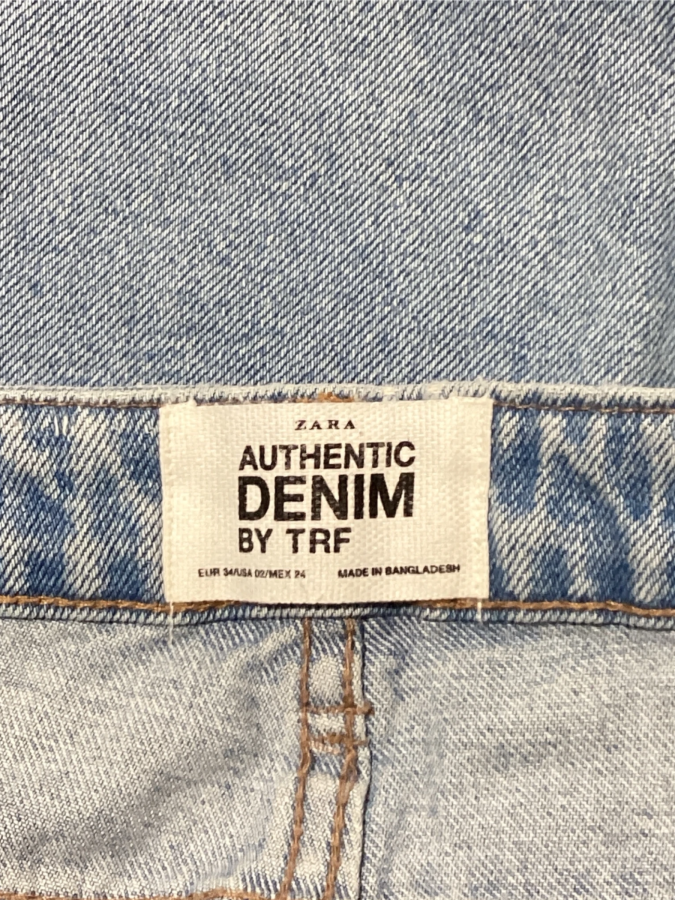 ZARA
AUTHENTIC
DENIM
BY TRF
EUR 34/USA 02/MEX 24 MADE IN BANGLADESH